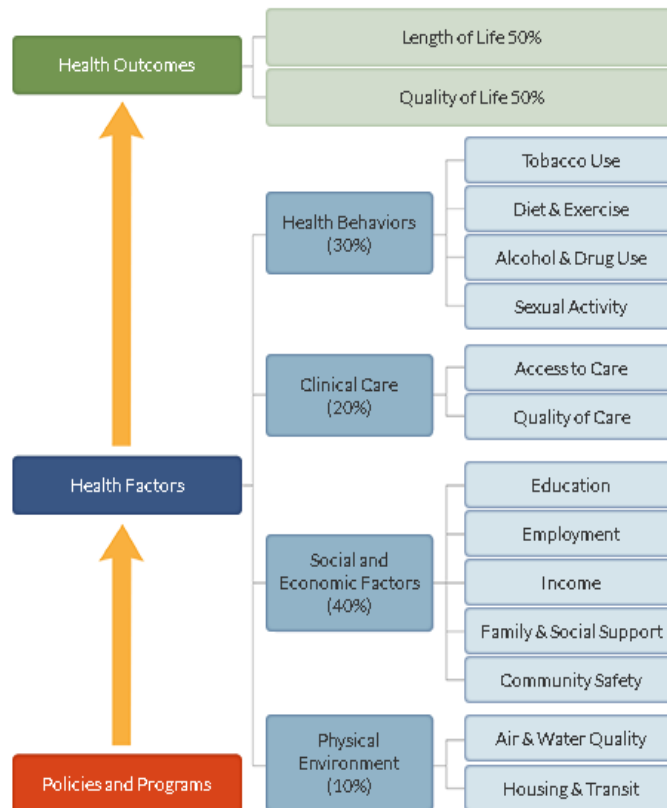 Health Outcomes
Length of Life 50%
Quality of Life 50%
Health Behaviors
(30%)
Tobacco Use
Diet & Exercise
Alcohol & Drug Use
Sexual Activity
Clinical Care
(20%)
Access to Care
Quality of Care
Health Factors
Social and
Economic Factors
(40%)
Education
Employment
Income
Family & Social Support
Community Safety
Physical
Environment
(10%)
Air & Water Quality
Housing & Transit
Policies and Programs